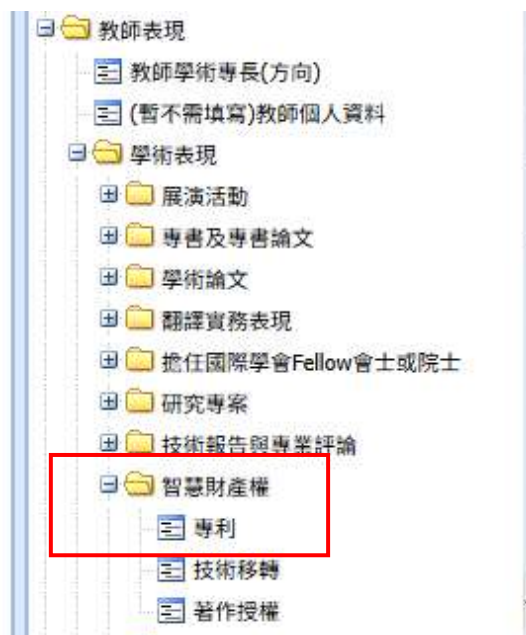 教師表現
教師學術專長(方向)
(暫不需填寫)教師個人資料
學術表現
展演活動
專書及專書論文
學術論文
翻譯實務表現
擔任國際學會Fellow會士或院士
研究專案
技術報告與專業評論
智慧財產權
專利
技術移轉
著作授權